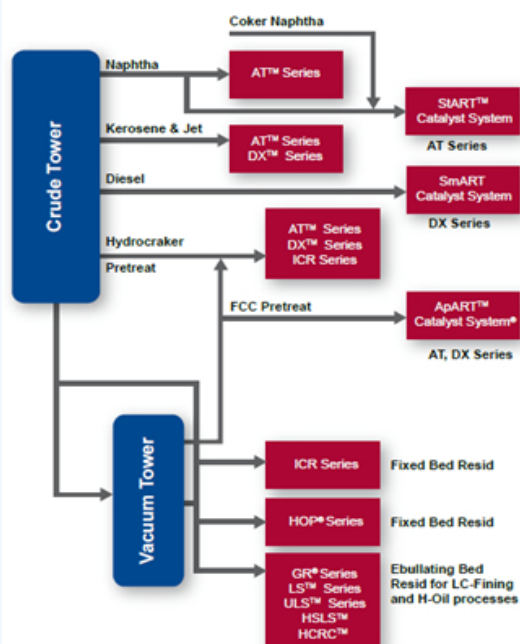 Coker Naphtha
Naphtha
AT™ Series
StART™
Catalyst System
AT Series
Kerosene & Jet
AT™ Series
DX™ Series
Crude Tower
Diesel
SmART
Catalyst System
DX Series
Hydrocraker
Pretreat
AT™ Series
DX™ Series
ICR Series
FCC Pretreat
ApART™
Catalyst System®
AT, DX Series
Vacuum Tower
ICR Series
Fixed Bed Resid
HOP® Series
Fixed Bed Resid
GR® Series
LS™ Series
ULS™ Series
HSLS™
HCRC™
Ebullating Bed
Resid for LC-Fining
and H-Oil processes